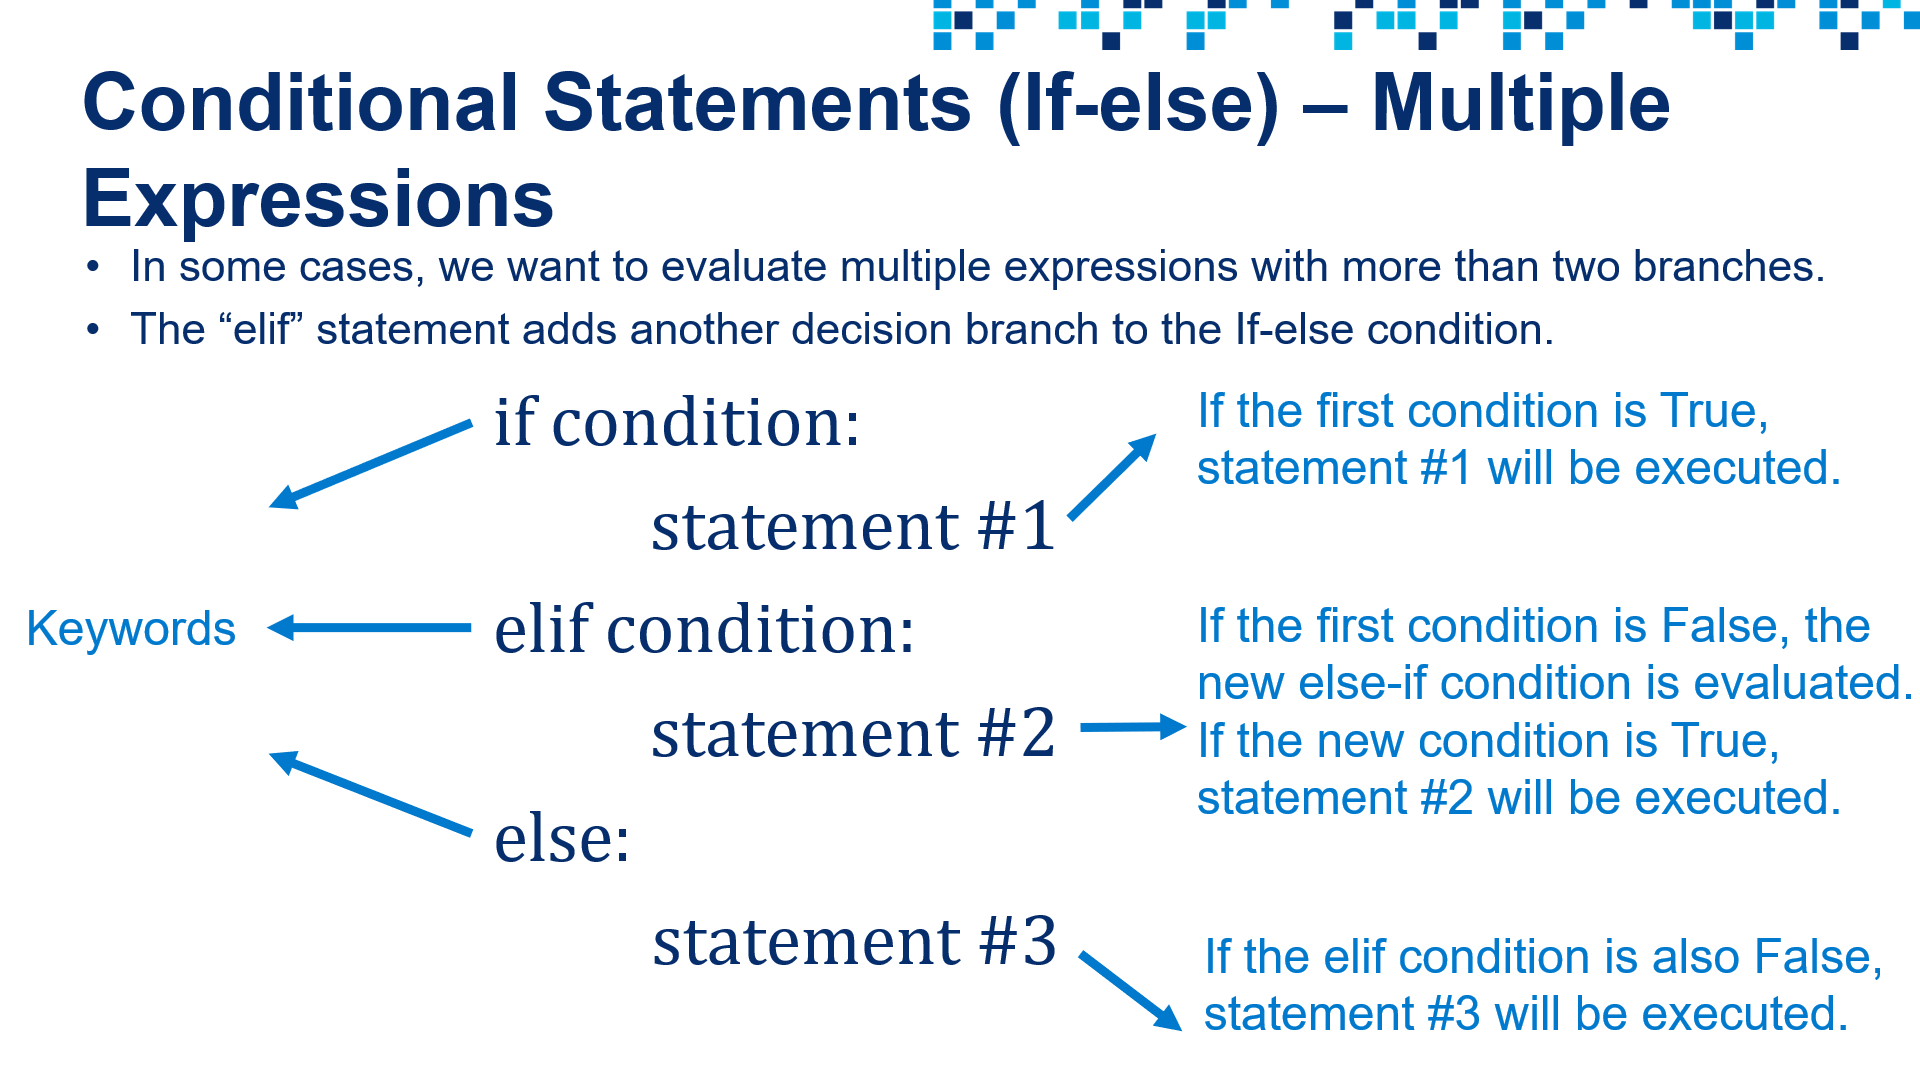 Conditional Statements (If-else) – Multiple
Expressions
• In some cases, we want to evaluate multiple expressions with more than two branches.
• The “elif” statement adds another decision branch to the If-else condition.
if condition:
statement #1
elif condition:
statement #2
else:
statement #3
Keywords
If the first condition is True,
statement #1 will be executed.
If the first condition is False, the
new else-if condition is evaluated.
If the new condition is True,
statement #2 will be executed.
If the elif condition is also False,
statement #3 will be executed.